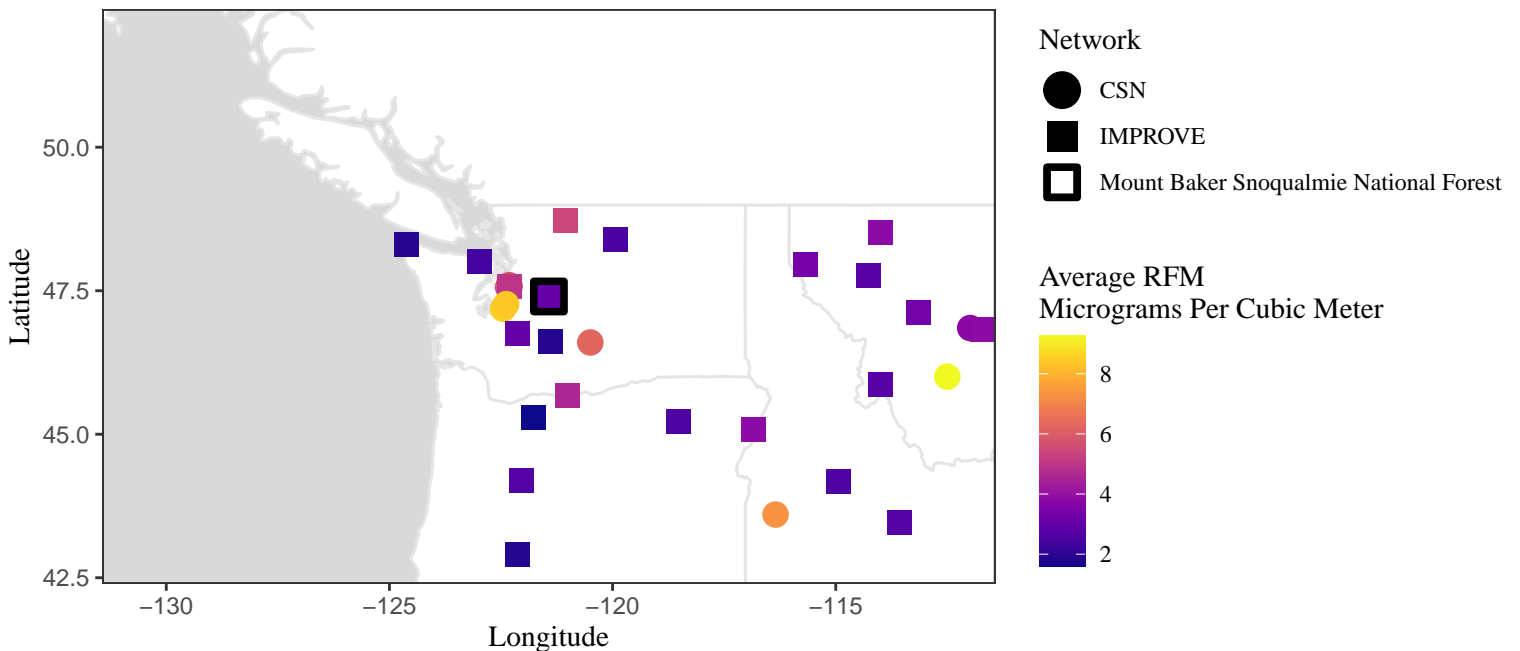 50.0
47.5
45.0
42.5
Latitude
−130
−125
−120
−115
Longitude
Network
CSN
IMPROVE
Mount Baker Snoqualmie National Forest
Average RFM
Micrograms Per Cubic Meter
8
6
4
2